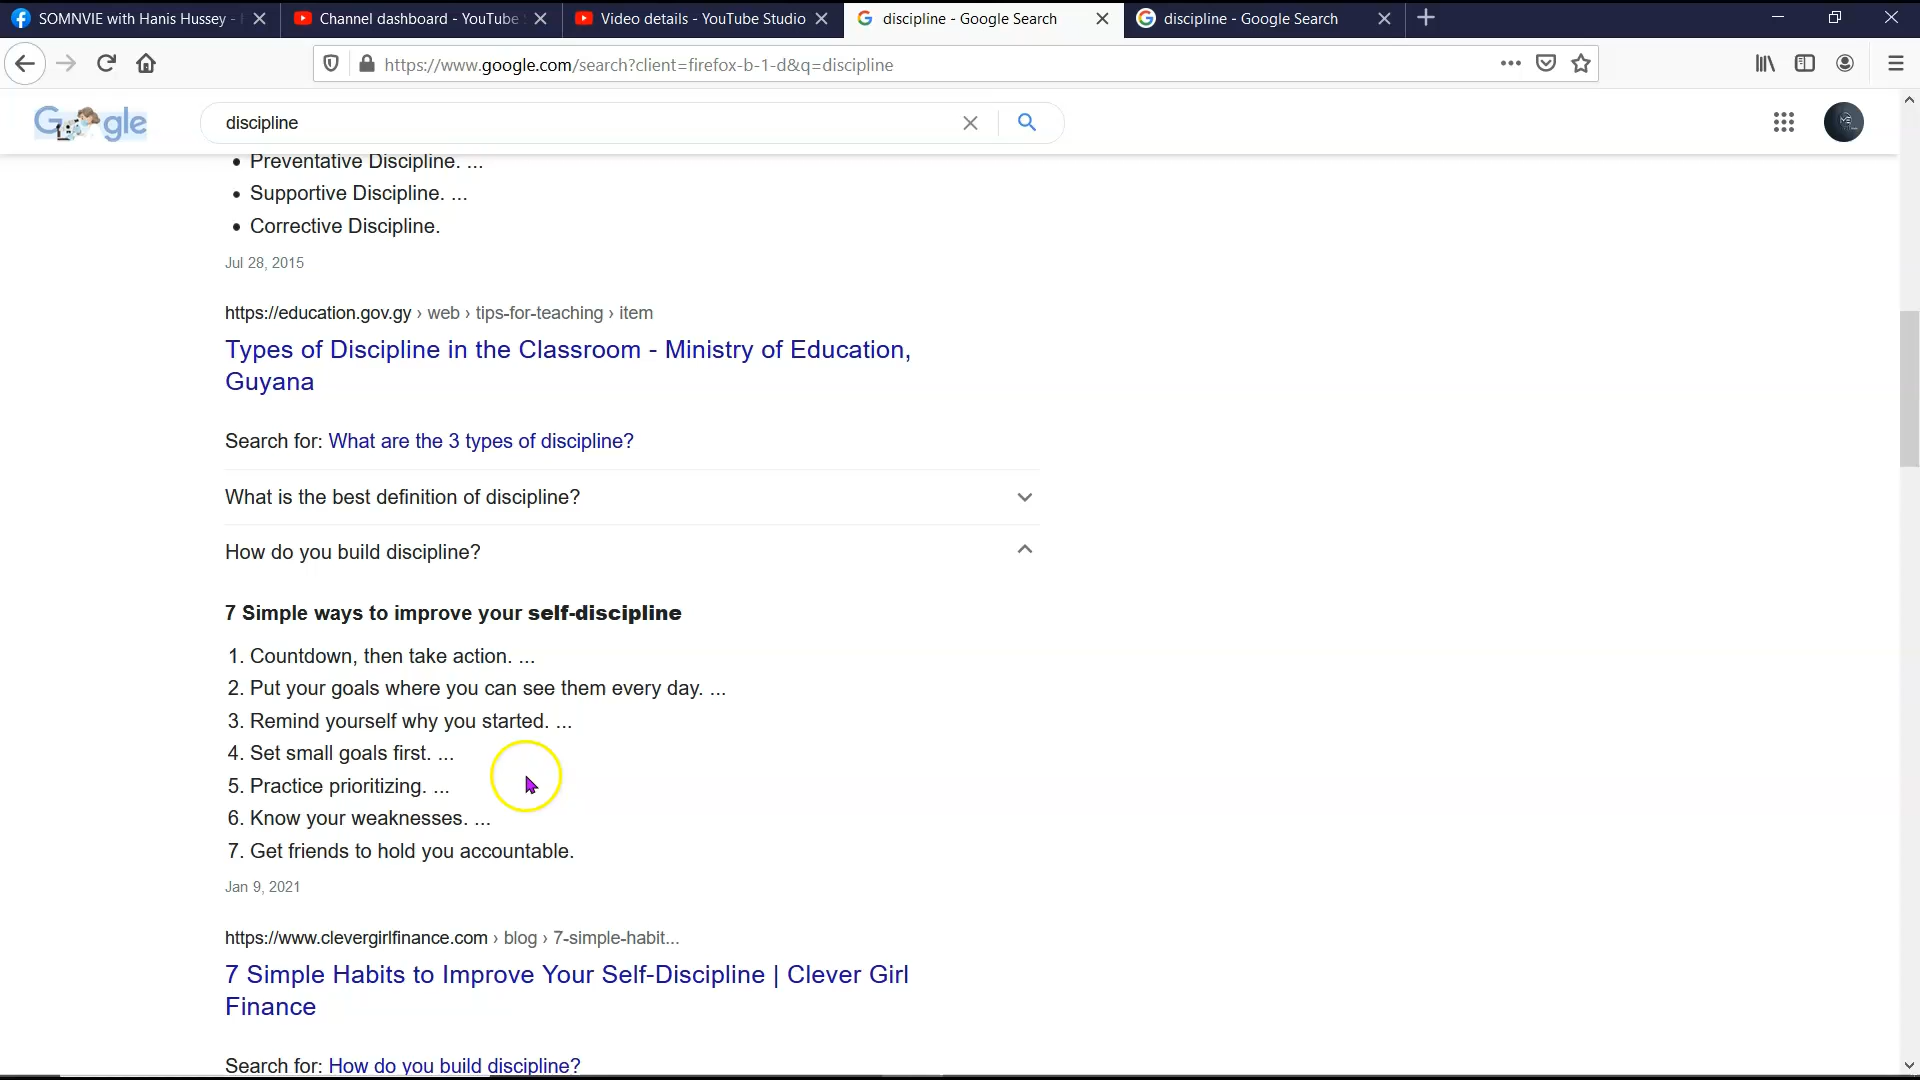 SOMNVIE with Hanis Hussey -
Channel dashboard - YouTube
Video details - YouTube Studio
discipline - Google Search
discipline - Google Search
https://www.google.com/search?client=firefox-b-1-d&q=discipline
Google
discipline
• Preventative Discipline. ...
• Supportive Discipline. ...
• Corrective Discipline.
Jul 28, 2015
https://education.gov.gy › web › tips-for-teaching › item
Types of Discipline in the Classroom - Ministry of Education,
Guyana
Search for: What are the 3 types of discipline?
What is the best definition of discipline?
How do you build discipline?
7 Simple ways to improve your self-discipline
1. Countdown, then take action. ...
2. Put your goals where you can see them every day. ...
3. Remind yourself why you started. ...
4. Set small goals first. ...
5. Practice prioritizing. ...
6. Know your weaknesses. ...
7. Get friends to hold you accountable.
Jan 9, 2021
https://www.clevergirlfinance.com › blog › 7-simple-habit...
7 Simple Habits to Improve Your Self-Discipline | Clever Girl
Finance
Search for: How do you build discipline?